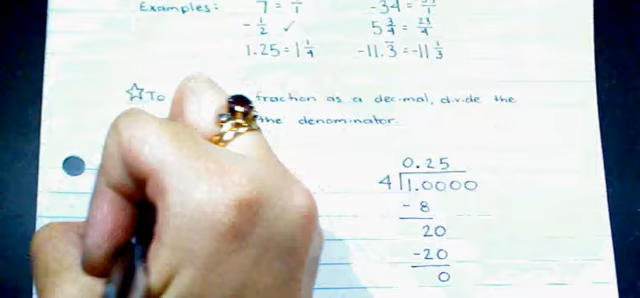 Examples: 7 = 7/1 -34 =
-1/2 ✓ 5 3/4 = 23/4
1.25 = 1 1/4 -11.3̅ = -11 1/3
☆To fraction as a decimal, divide the
the denominator.
0.25
4 1.0000
- 8
20
-20
0